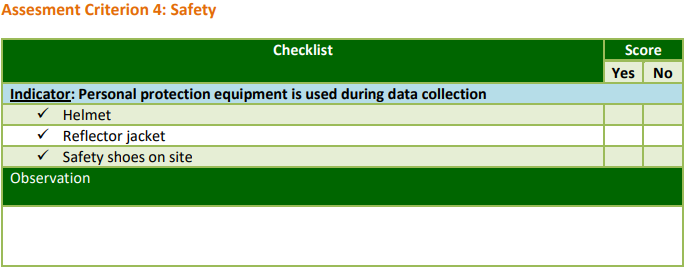 Assesment Criterion 4: Safety
Checklist
Score
Yes No
Indicator: Personal protection equipment is used during data collection
✓ Helmet
✓ Reflector jacket
✓ Safety shoes on site
Observation